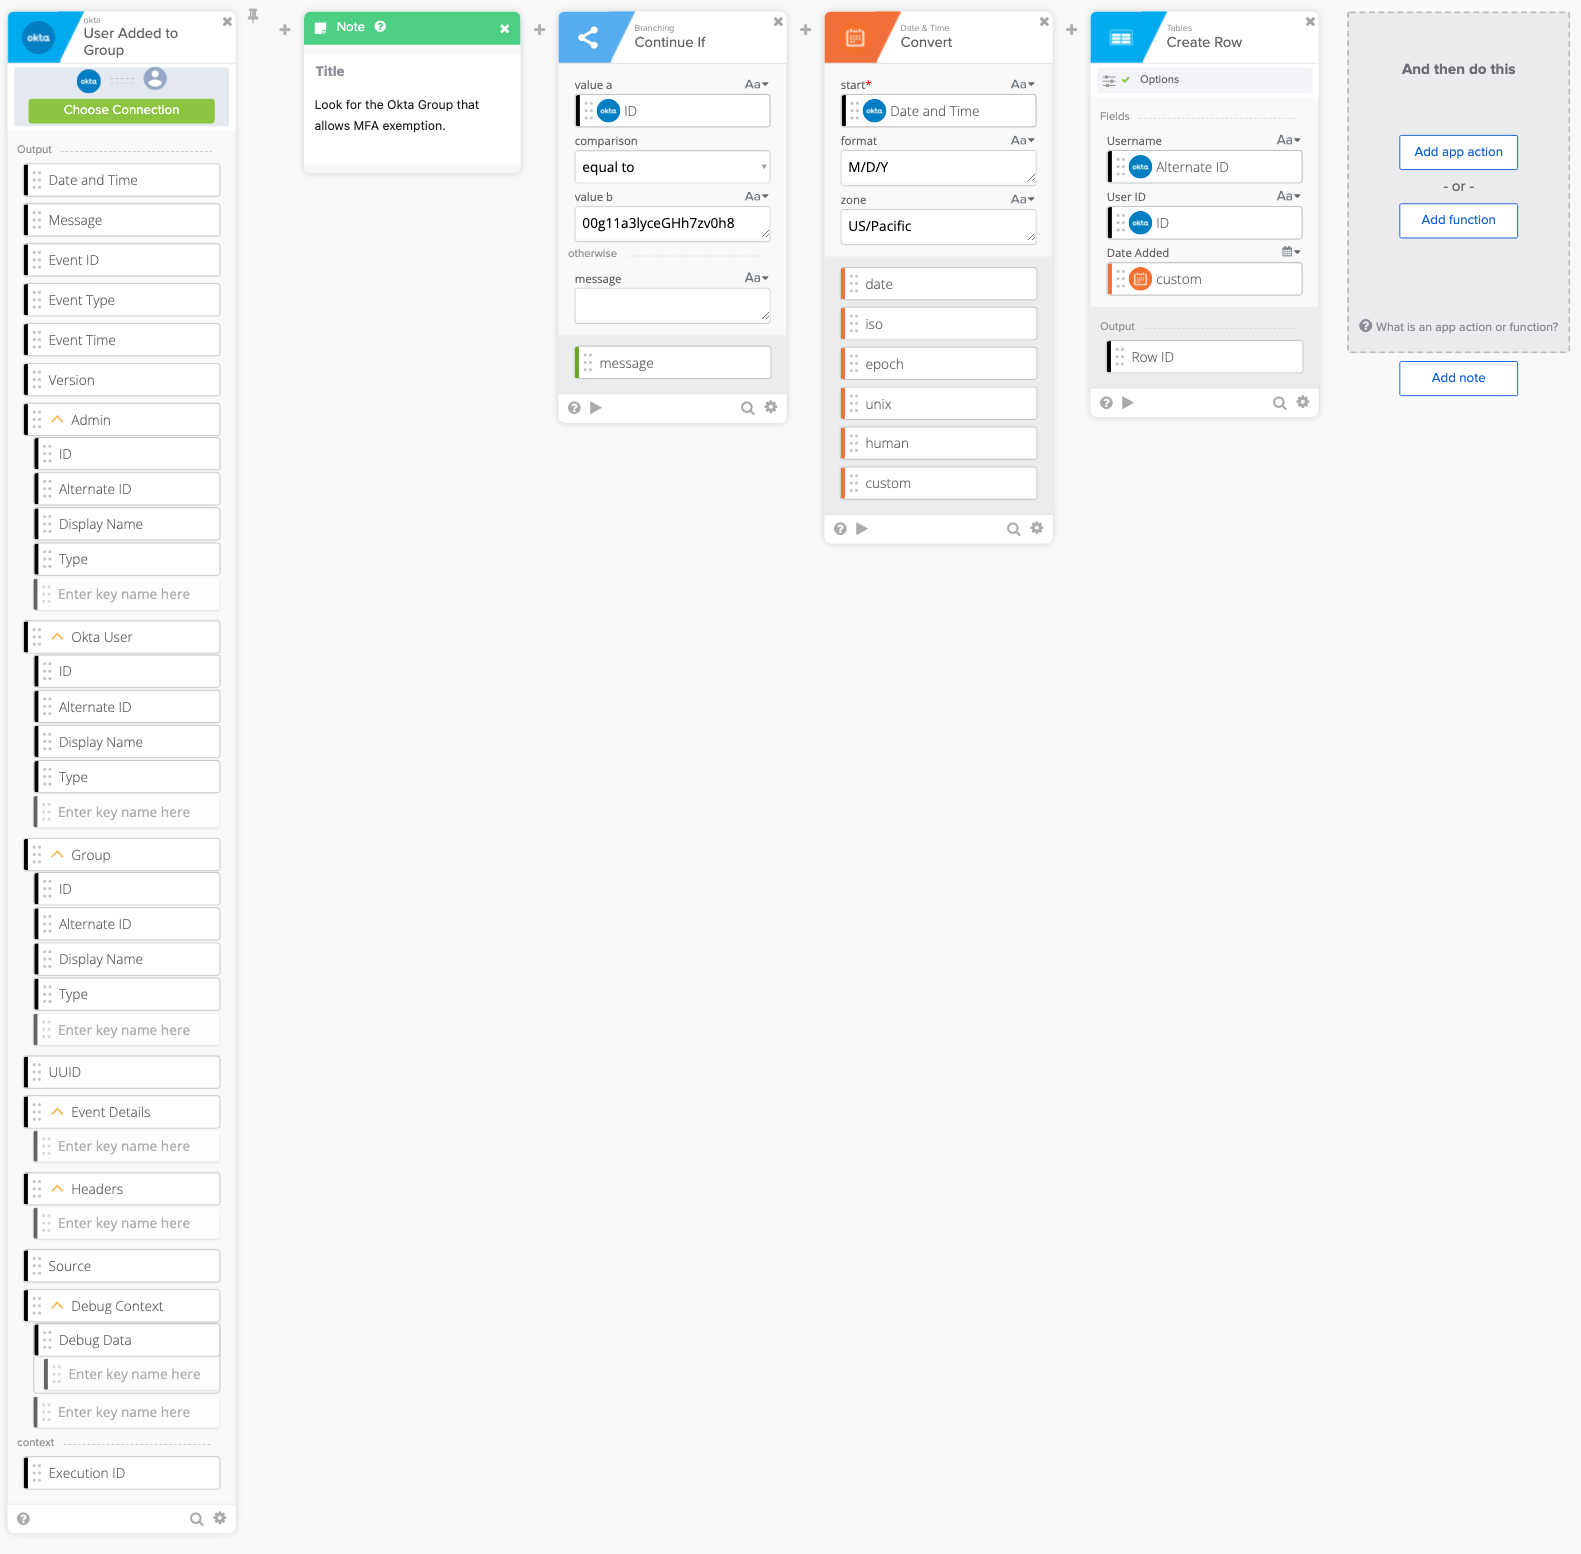 okta
User Added to
Group
okta
okta
Choose Connection
Output
Date and Time
Message
Event ID
Event Type
Event Time
Version
Admin
ID
Alternate ID
Display Name
Type
Enter key name here
Okta User
ID
Alternate ID
Display Name
Type
Enter key name here
Group
ID
Alternate ID
Display Name
Type
Enter key name here
UUID
Event Details
Enter key name here
Headers
Enter key name here
Source
Debug Context
Debug Data
Enter key name here
Enter key name here
context
Execution ID
Note
Title
Look for the Okta Group that
allows MFA exemption.
Branching
Continue If
value a Aa
okta ID
comparison
equal to
value b Aa
00g11a3lyceGHh7zv0h8
otherwise
message Aa
message
Date & Time
Convert
start* Aa
okta Date and Time
format Aa
M/D/Y
zone Aa
US/Pacific
date
iso
epoch
unix
human
custom
Tables
Create Row
Options
Fields
Username Aa
okta Alternate ID
User ID Aa
okta ID
Date Added
custom
Output
Row ID
And then do this
Add app action
- or -
Add function
What is an app action or function?
Add note